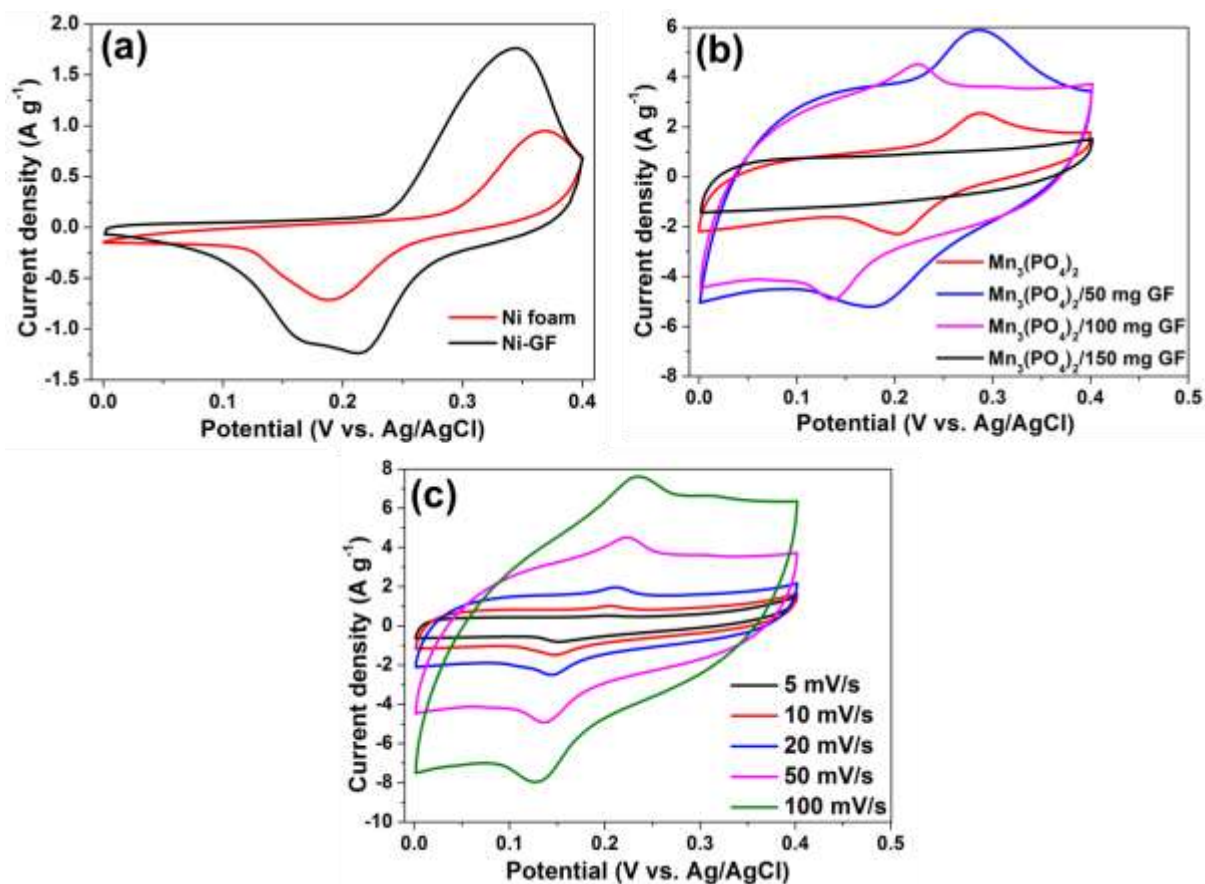 (a)
2.0
1.5
1.0
0.5
0.0
-0.5
-1.0
-1.5
Current density (A g⁻¹)
Ni foam
Ni-GF
0.0 0.1 0.2 0.3 0.4
Potential (V vs. Ag/AgCl)
(b)
6
4
2
0
-2
-4
-6
-8
Current density (A g⁻¹)
Mn₃(PO₄)₂
Mn₃(PO₄)₂/50 mg GF
Mn₃(PO₄)₂/100 mg GF
Mn₃(PO₄)₂/150 mg GF
0.0 0.1 0.2 0.3 0.4 0.5
Potential (V vs. Ag/AgCl)
(c)
8
6
4
2
0
-2
-4
-6
-8
-10
Current density (A g⁻¹)
5 mV/s
10 mV/s
20 mV/s
50 mV/s
100 mV/s
0.0 0.1 0.2 0.3 0.4 0.5
Potential (V vs. Ag/AgCl)